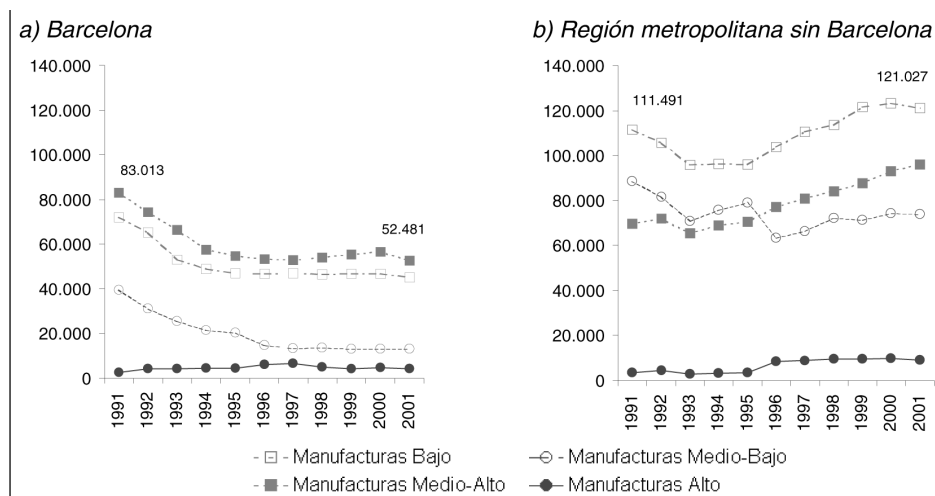 a) Barcelona
140.000
120.000
100.000
80.000
60.000
40.000
20.000
0
83.013
52.481
1991 1992 1993 1994 1995 1996 1997 1998 1999 2000 2001
b) Región metropolitana sin Barcelona
140.000
120.000
100.000
80.000
60.000
40.000
20.000
0
111.491
121.027
1991 1992 1993 1994 1995 1996 1997 1998 1999 2000 2001
Manufacturas Bajo
Manufacturas Medio-Bajo
Manufacturas Medio-Alto
Manufacturas Alto